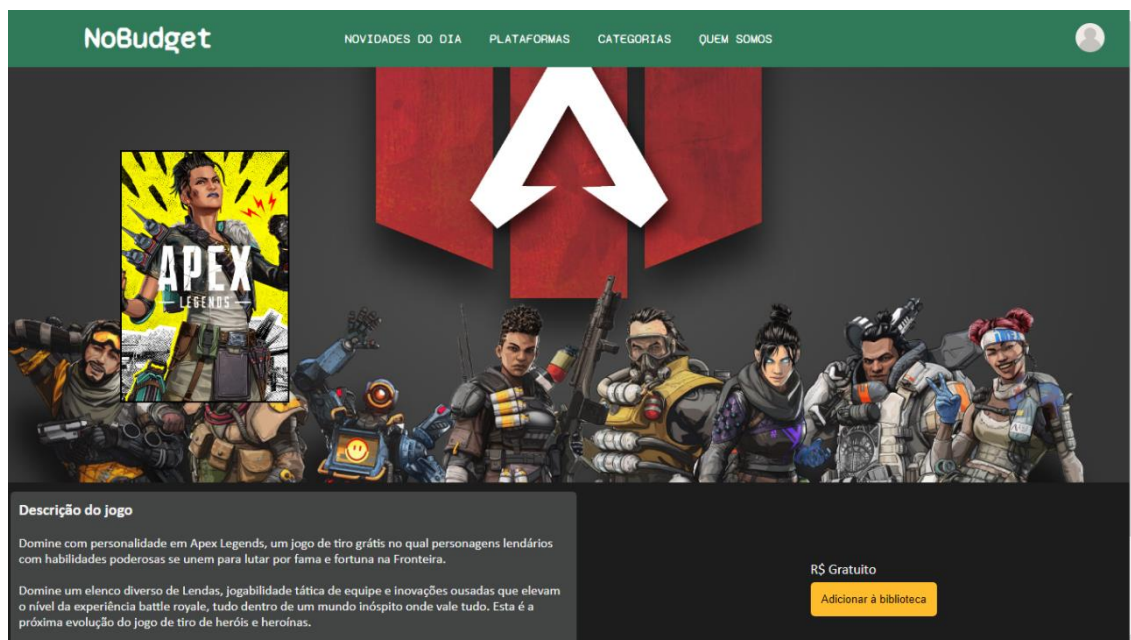 NoBudget
NOVIDADES DO DIA PLATAFORMAS CATEGORIAS QUEM SOMOS
APEX
LEGENDS
Descrição do jogo
Domine com personalidade em Apex Legends, um jogo de tiro grátis no qual personagens lendários
com habilidades poderosas se unem para lutar por fama e fortuna na Fronteira.
Domine um elenco diverso de Lendas, jogabilidade tática de equipe e inovações ousadas que elevam
o nível da experiência battle royale, tudo dentro de um mundo inóspito onde vale tudo. Esta é a
próxima evolução do jogo de tiro de heróis e heroínas.
R$ Gratuito
Adicionar à biblioteca